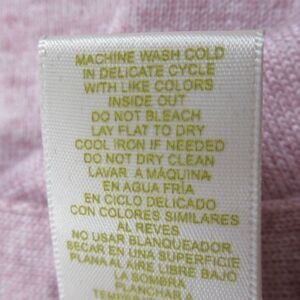 MACHINE WASH COLD
IN DELICATE CYCLE
WITH LIKE COLORS
INSIDE OUT
DO NOT BLEACH
LAY FLAT TO DRY
COOL IRON IF NEEDED
DO NOT DRY CLEAN
LAVAR A MÁQUINA
EN AGUA FRÍA
EN CICLO DELICADO
CON COLORES SIMILARES
AL REVES
NO USAR BLANQUEADOR
SECAR EN UNA SUPERFICIE
PLANA AL AIRE LIBRE BAJO
LA SOMBRA
PLANCHAR A